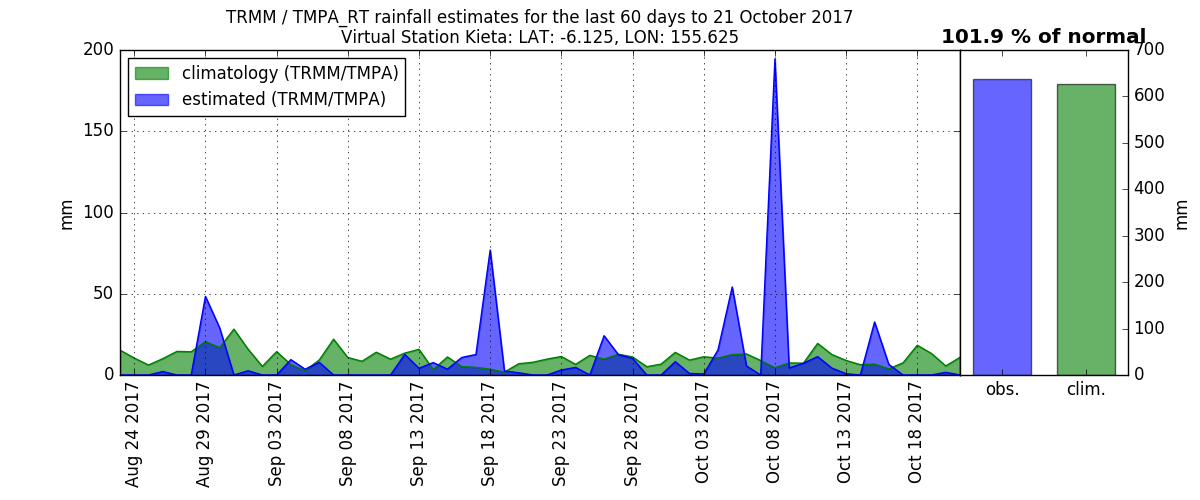 TRMM / TMPA_RT rainfall estimates for the last 60 days to 21 October 2017
Virtual Station Kieta: LAT: -6.125, LON: 155.625
101.9 % of normal
climatology (TRMM/TMPA)
estimated (TRMM/TMPA)
200
150
100
50
0
mm
700
600
500
400
300
200
100
0
mm
obs.
clim.
Aug 24 2017
Aug 29 2017
Sep 03 2017
Sep 08 2017
Sep 13 2017
Sep 18 2017
Sep 23 2017
Sep 28 2017
Oct 03 2017
Oct 08 2017
Oct 13 2017
Oct 18 2017